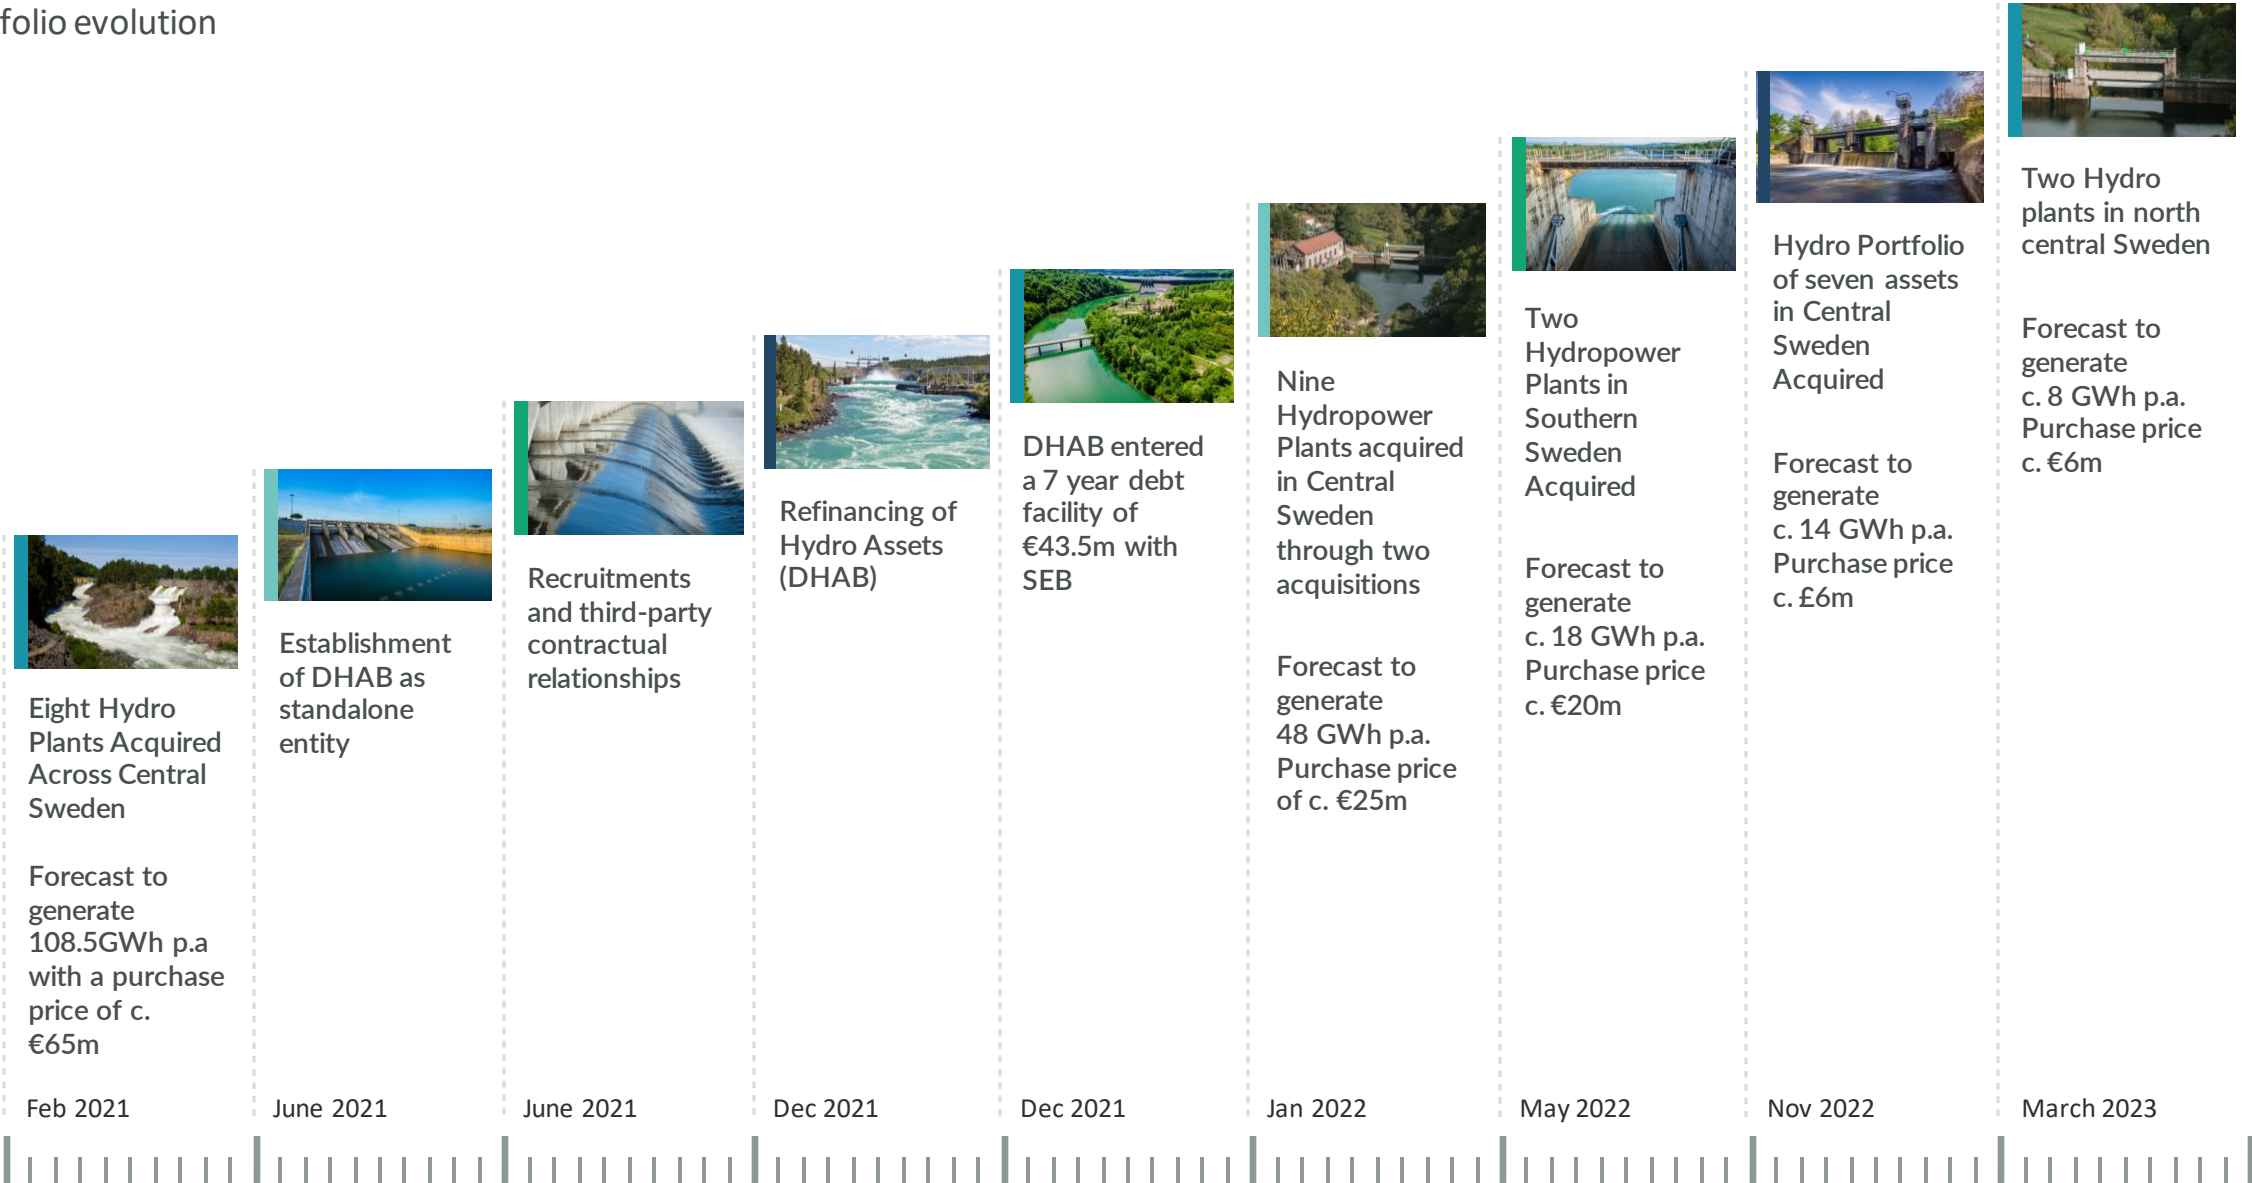 folio evolution
Eight Hydro
Plants Acquired
Across Central
Sweden
Forecast to
generate
108.5GWh p.a
with a purchase
price of c.
€65m
Feb 2021
Establishment
of DHAB as
standalone
entity
June 2021
Recruitments
and third-party
contractual
relationships
June 2021
Refinancing of
Hydro Assets
(DHAB)
Dec 2021
DHAB entered
a 7 year debt
facility of
€43.5m with
SEB
Dec 2021
Nine
Hydropower
Plants acquired
in Central
Sweden
through two
acquisitions
Forecast to
generate
48 GWh p.a.
Purchase price
of c. €25m
Jan 2022
Two
Hydropower
Plants in
Southern
Sweden
Acquired
Forecast to
generate
c. 18 GWh p.a.
Purchase price
c. €20m
May 2022
Hydro Portfolio
of seven assets
in Central
Sweden
Acquired
Forecast to
generate
c. 14 GWh p.a.
Purchase price
c. £6m
Nov 2022
Two Hydro
plants in north
central Sweden
Forecast to
generate
c. 8 GWh p.a.
Purchase price
c. €6m
March 2023